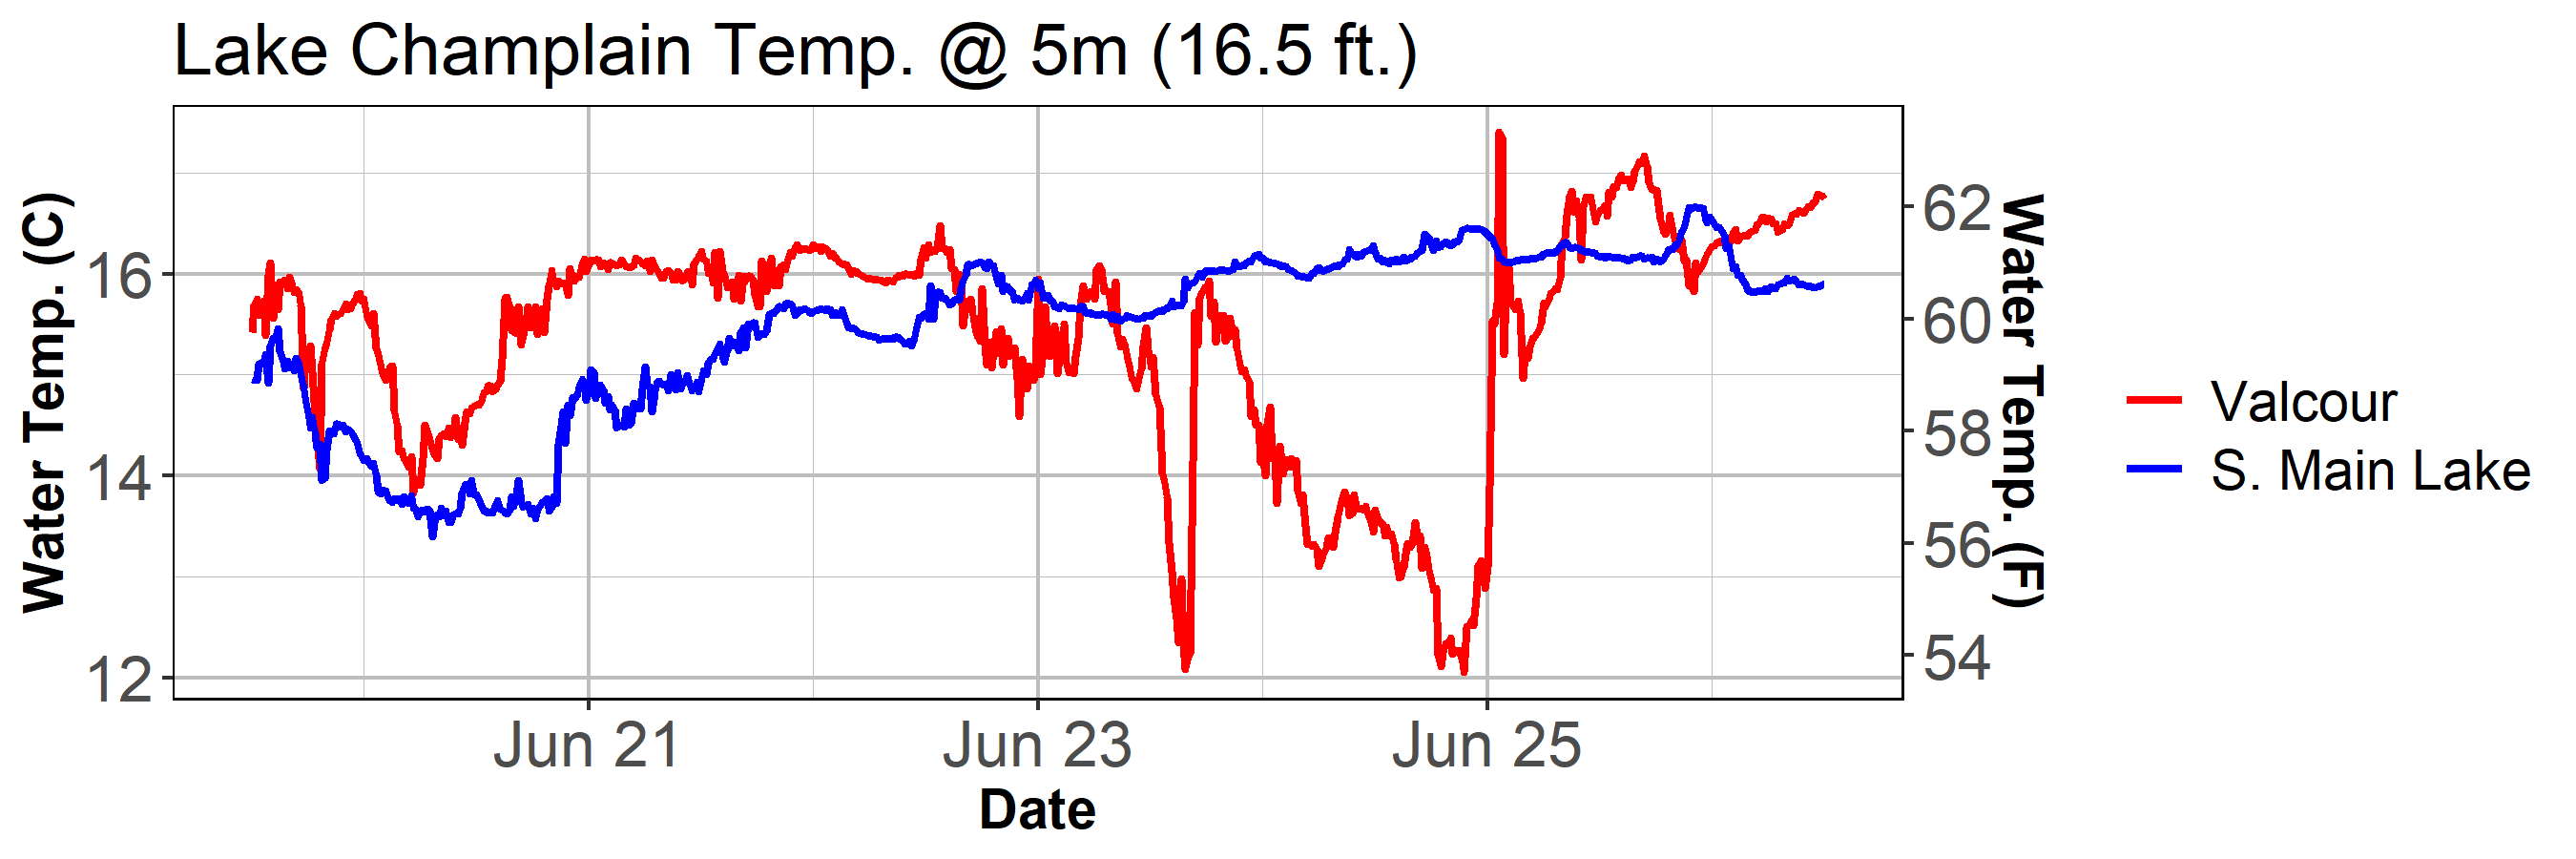 Lake Champlain Temp. @ 5m (16.5 ft.)
Water Temp. (C)
16
14
12
62
60
58
56
54
Water Temp. (F)
Jun 21
Jun 23
Jun 25
Date
Valcour
S. Main Lake